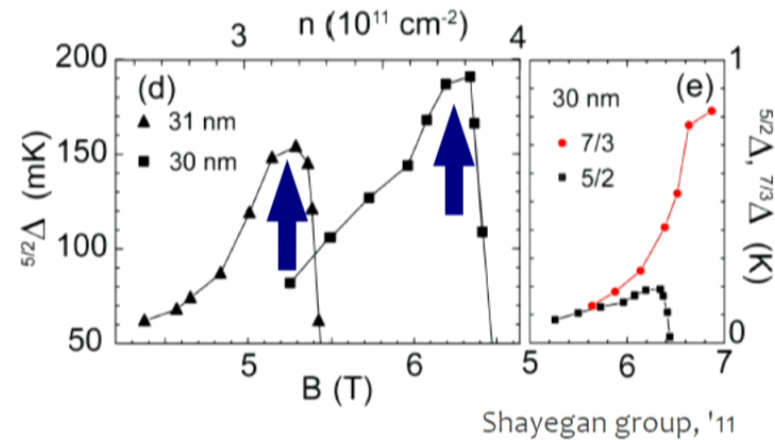 n (10¹¹ cm⁻²)
3 4
200 150 100 50
⁵/²Δ (mK)
(d)
▲ 31 nm
■ 30 nm
5 6
B (T)
30 nm (e)
● 7/3
■ 5/2
1 0
⁵/²Δ, ⁷/³Δ (K)
5 6 7
Shayegan group, '11